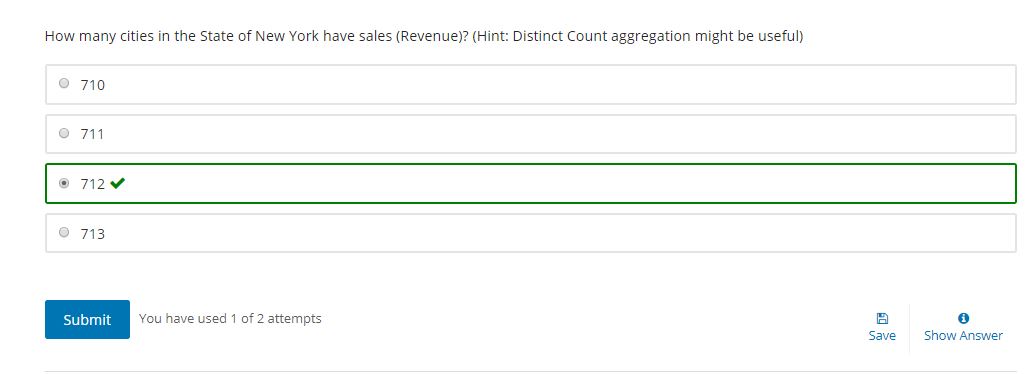 How many cities in the State of New York have sales (Revenue)? (Hint: Distinct Count aggregation might be useful)
710
711
712
713
Submit You have used 1 of 2 attempts
Save Show Answer